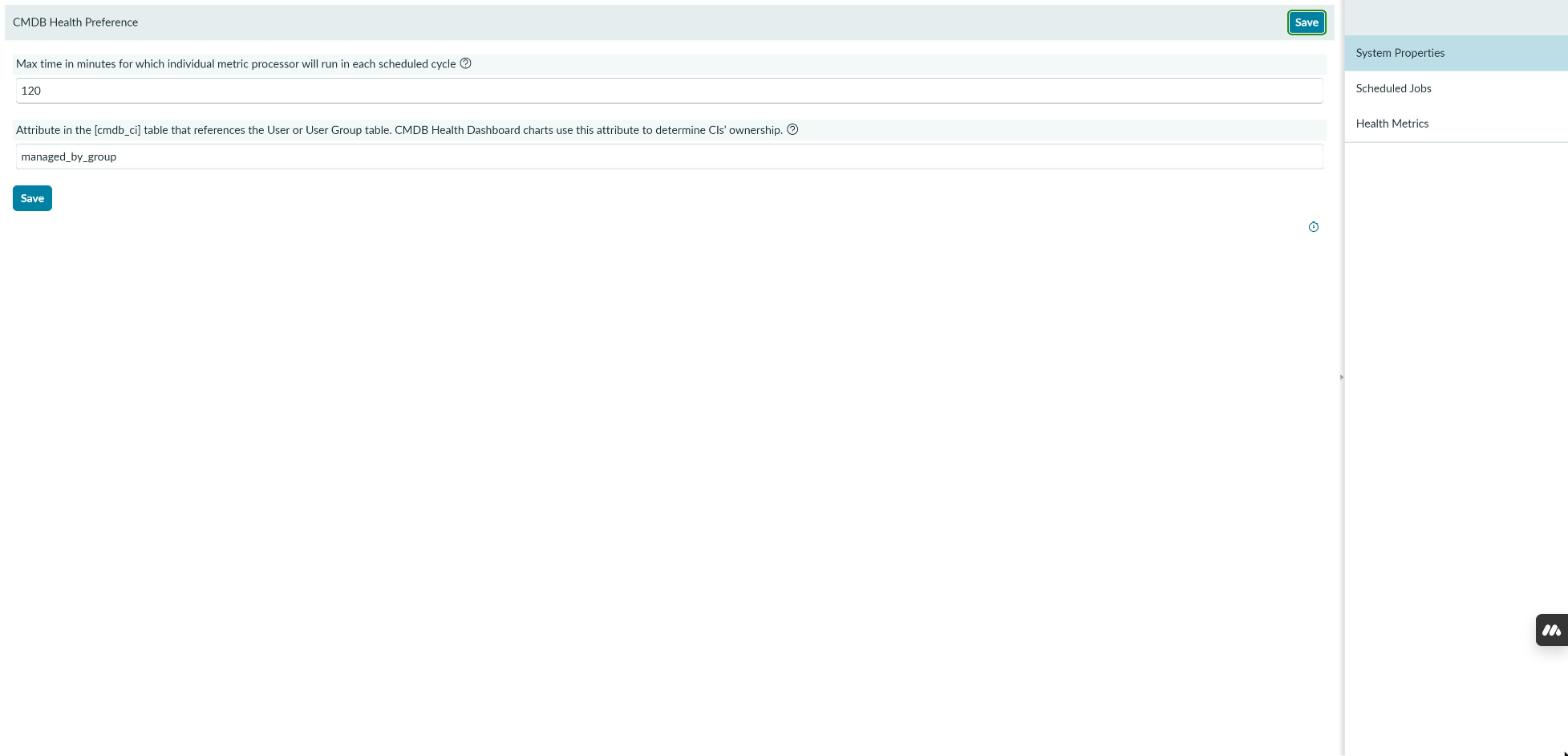 CMDB Health Preference
Save
Max time in minutes for which individual metric processor will run in each scheduled cycle
120
Attribute in the [cmdb_ci] table that references the User or User Group table. CMDB Health Dashboard charts use this attribute to determine CIs' ownership.
managed_by_group
Save
System Properties
Scheduled Jobs
Health Metrics